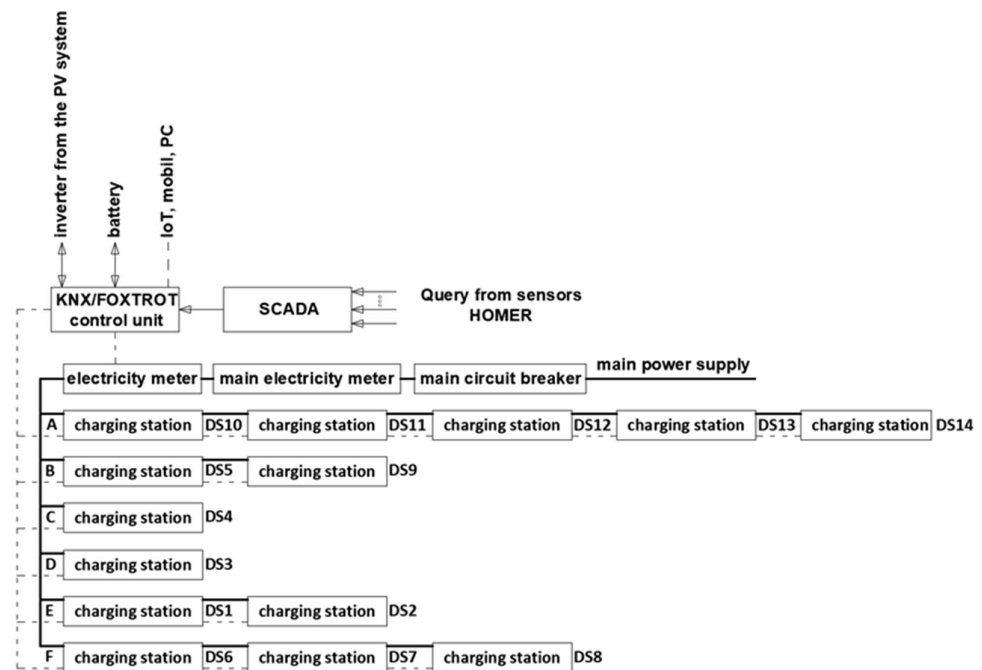 inverter from the PV system
battery
IoT, mobil, PC
KNX/FOXTROT
control unit
SCADA
Query from sensors
HOMER
electricity meter
main electricity meter
main circuit breaker
main power supply
A charging station DS10 charging station DS11 charging station DS12 charging station DS13 charging station DS14
B charging station DS5 charging station DS9
C charging station DS4
D charging station DS3
E charging station DS1 charging station DS2
F charging station DS6 charging station DS7 charging station DS8